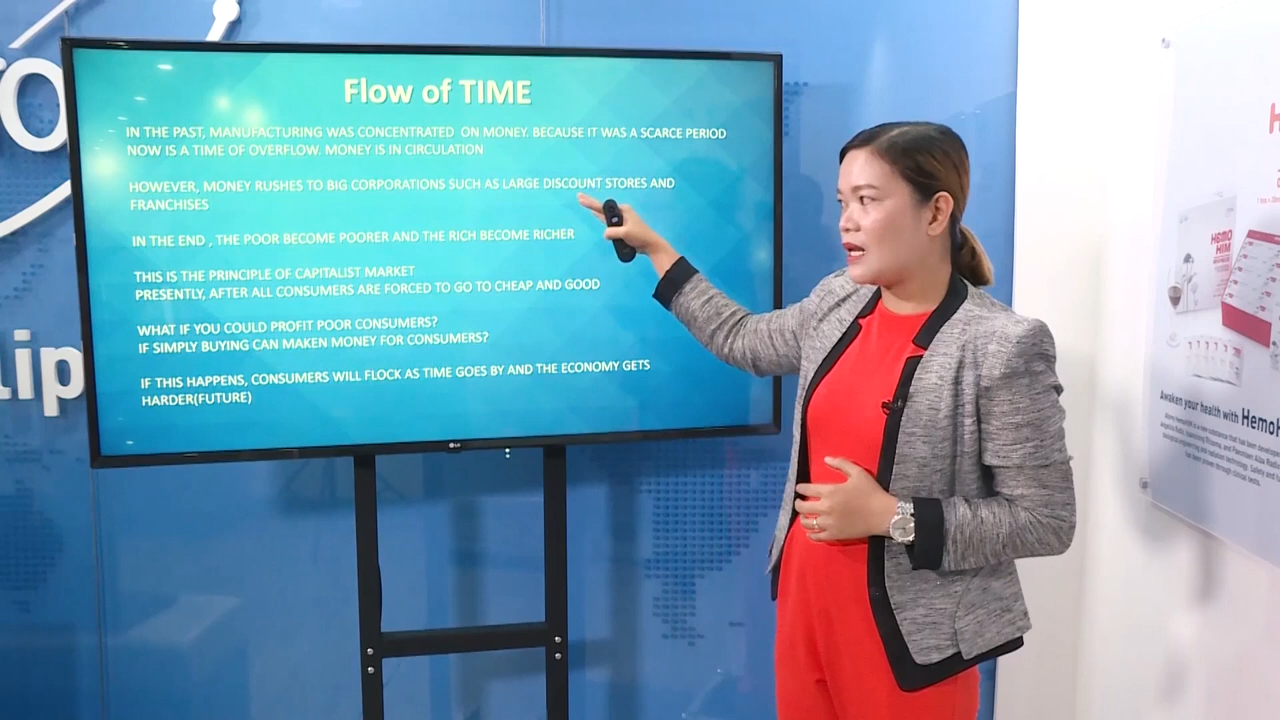 Flow of TIME
IN THE PAST, MANUFACTURING WAS CONCENTRATED ON MONEY. BECAUSE IT WAS A SCARCE PERIOD
NOW IS A TIME OF OVERFLOW. MONEY IS IN CIRCULATION
HOWEVER, MONEY RUSHES TO BIG CORPORATIONS SUCH AS LARGE DISCOUNT STORES AND
FRANCHISES
IN THE END , THE POOR BECOME POORER AND THE RICH BECOME RICHER
THIS IS THE PRINCIPLE OF CAPITALIST MARKET
PRESENTLY, AFTER ALL CONSUMERS ARE FORCED TO GO TO CHEAP AND GOOD
WHAT IF YOU COULD PROFIT POOR CONSUMERS?
IF SIMPLY BUYING CAN MAKEN MONEY FOR CONSUMERS?
IF THIS HAPPENS, CONSUMERS WILL FLOCK AS TIME GOES BY AND THE ECONOMY GETS
HARDER(FUTURE)
LG
lip
HEMO
HIM
Awaken your health with HemoH